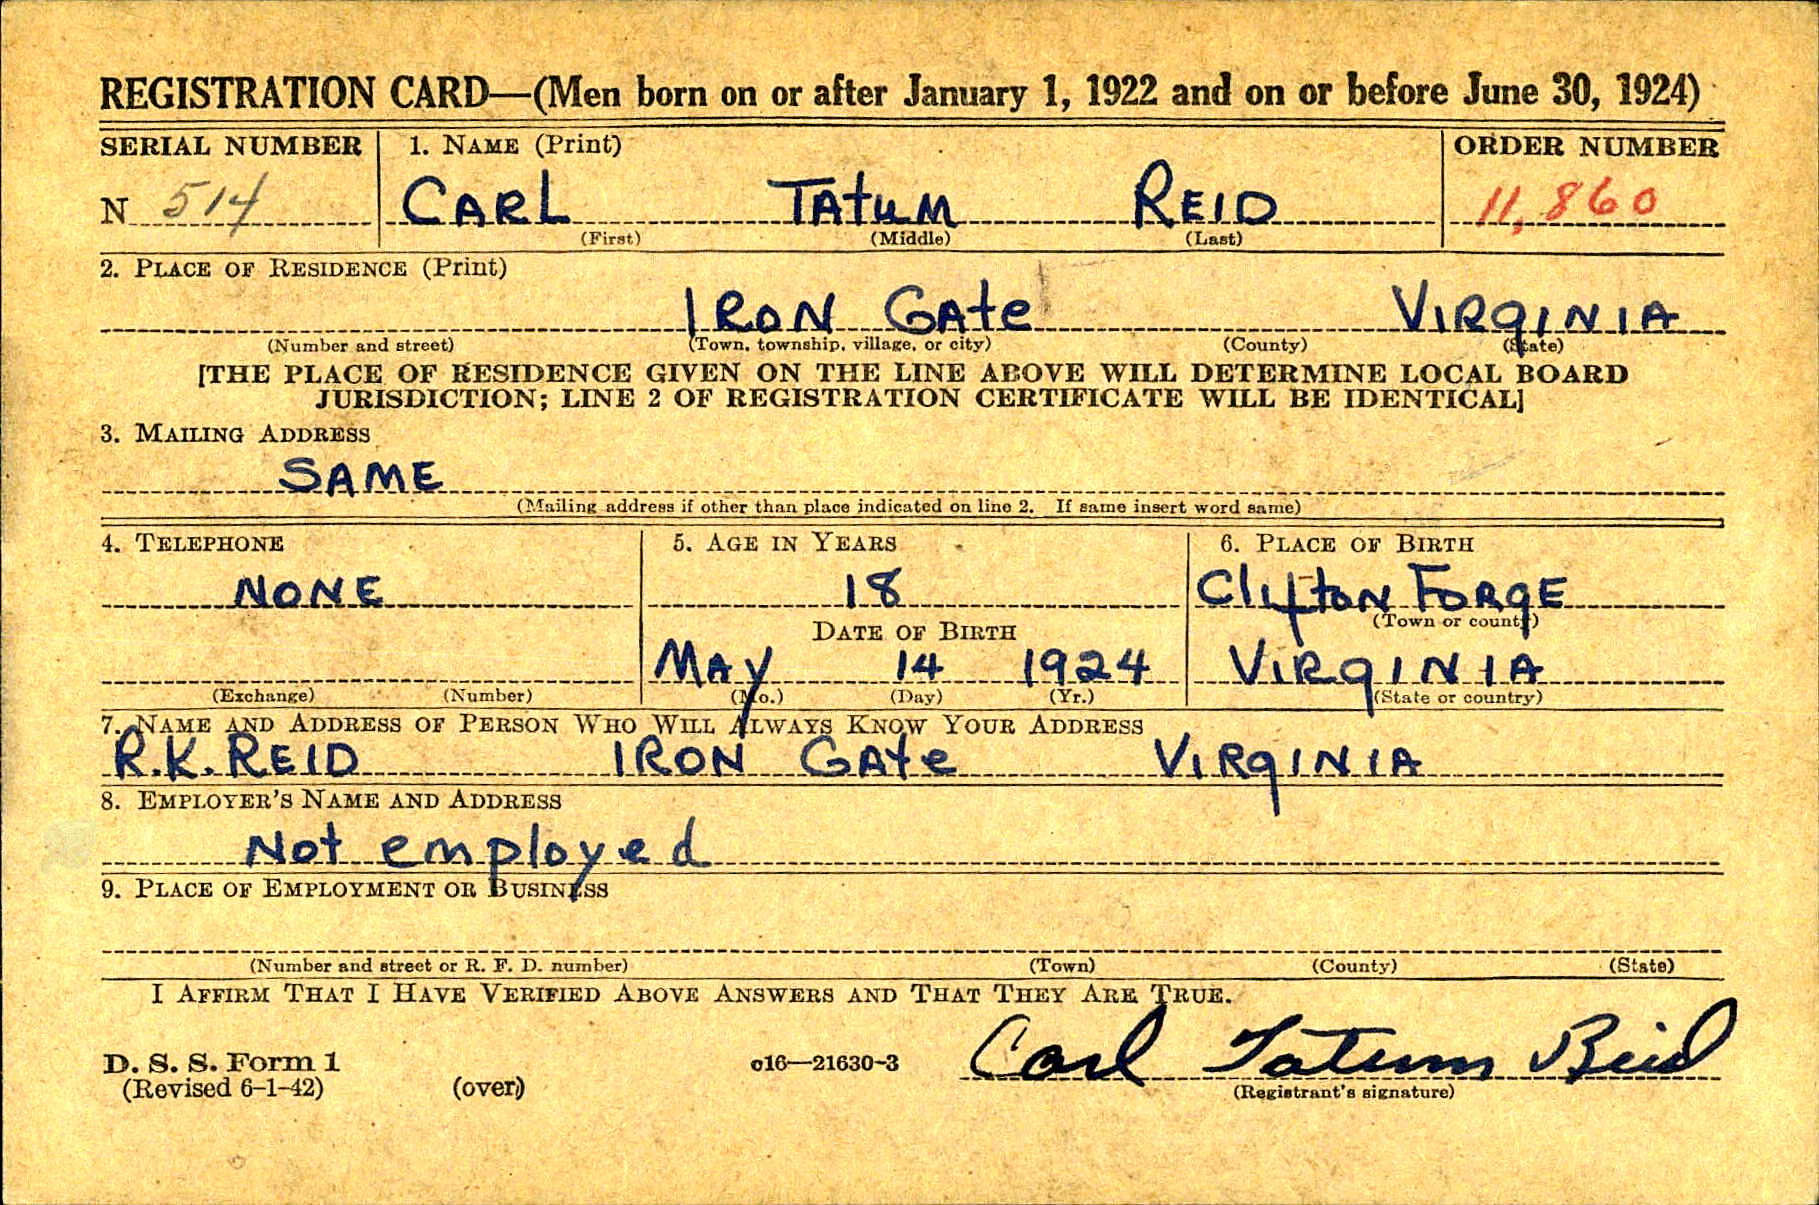 REGISTRATION CARD—(Men born on or after January 1, 1922 and on or before June 30, 1924)
SERIAL NUMBER 1. NAME (Print) ORDER NUMBER
N 514 CARL TATUM REID 11,860
(First) (Middle) (Last)
2. PLACE OF RESIDENCE (Print)
IRON GAte VIRgINIA
(Number and street) (Town, township, village, or city) (County) (State)
[THE PLACE OF RESIDENCE GIVEN ON THE LINE ABOVE WILL DETERMINE LOCAL BOARD
JURISDICTION; LINE 2 OF REGISTRATION CERTIFICATE WILL BE IDENTICAL]
3. MAILING ADDRESS
SAME
(Mailing address if other than place indicated on line 2. If same insert word same)
4. TELEPHONE 5. AGE IN YEARS 6. PLACE OF BIRTH
NONE 18 Clifton FORgE
DATE OF BIRTH (Town or county)
MAy 14 1924 VIRgINIA
(Exchange) (Number) (Mo.) (Day) (Yr.) (State or country)
7. NAME AND ADDRESS OF PERSON WHO WILL ALWAYS KNOW YOUR ADDRESS
R.K. REID IRON GAte VIRgINIA
8. EMPLOYER'S NAME AND ADDRESS
Not employed
9. PLACE OF EMPLOYMENT OR BUSINESS
(Number and street or R. F. D. number) (Town) (County) (State)
I AFFIRM THAT I HAVE VERIFIED ABOVE ANSWERS AND THAT THEY ARE TRUE.
Carl Tatum Reid
D. S. S. Form 1 c16—21630-3
(Revised 6-1-42) (over) (Registrant's signature)